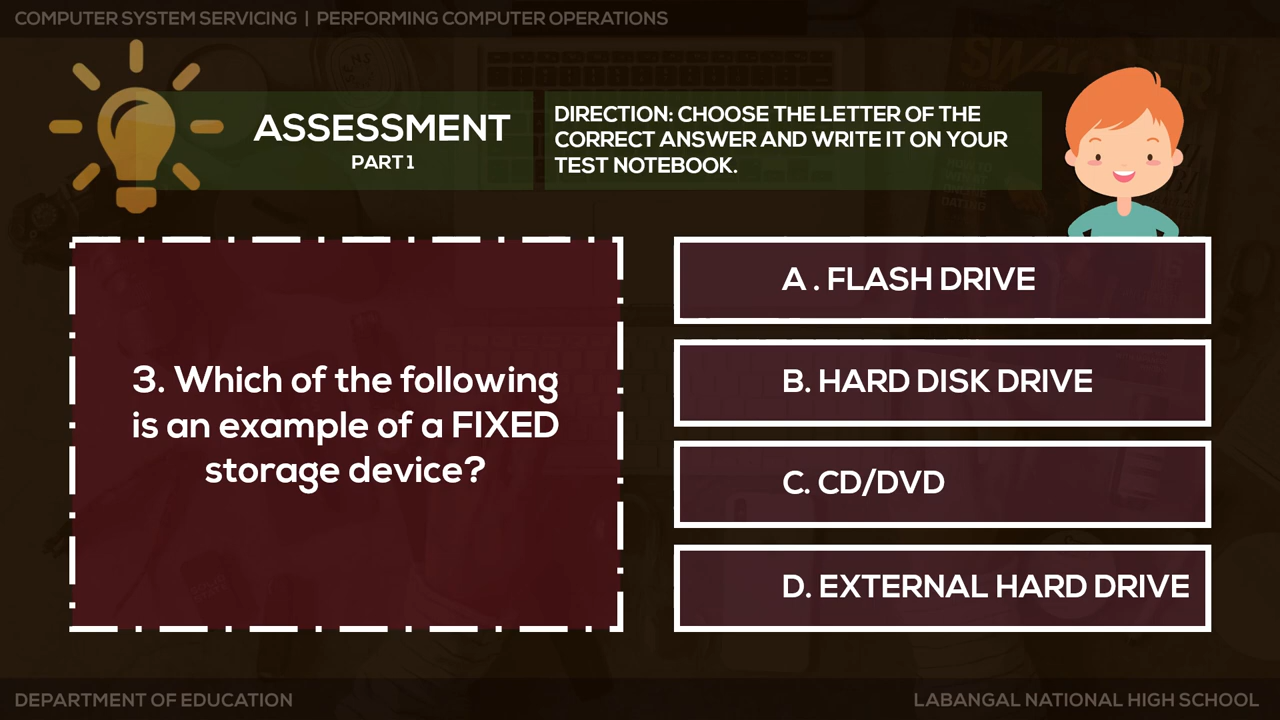 COMPUTER SYSTEM SERVICING | PERFORMING COMPUTER OPERATIONS
ASSESSMENT
PART 1
DIRECTION: CHOOSE THE LETTER OF THE
CORRECT ANSWER AND WRITE IT ON YOUR
TEST NOTEBOOK.
3. Which of the following
is an example of a FIXED
storage device?
A . FLASH DRIVE
B. HARD DISK DRIVE
C. CD/DVD
D. EXTERNAL HARD DRIVE
DEPARTMENT OF EDUCATION
LABANGAL NATIONAL HIGH SCHOOL